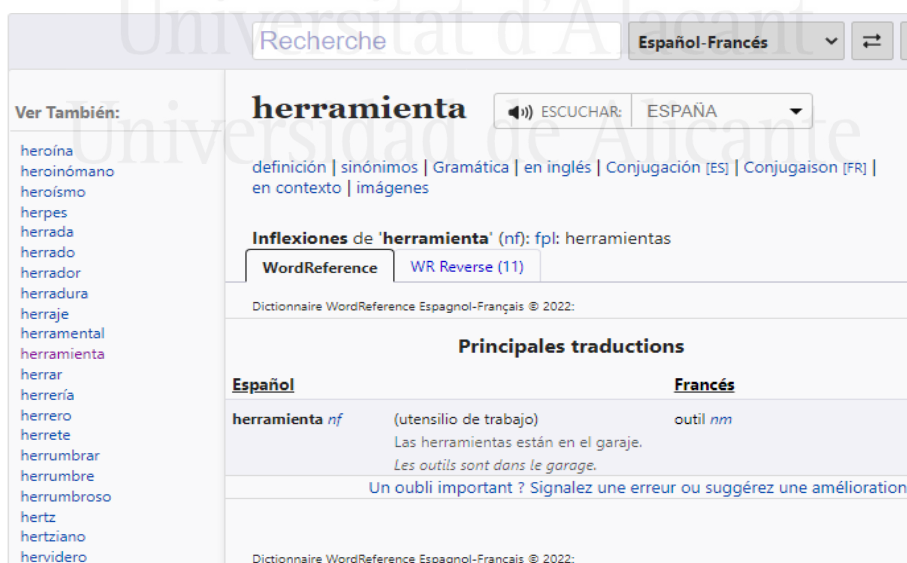 Universitat d'Alacant
Recherche
Español-Francés
Universidad de Alicante
Ver También:
heroína
heroinómano
heroísmo
herpes
herrada
herrado
herrador
herradura
herraje
herramental
herramienta
herrar
herrería
herrero
herrete
herrumbrar
herrumbre
herrumbroso
hertz
hertziano
hervidero
herramienta ESCUCHAR: ESPAÑA
definición | sinónimos | Gramática | en inglés | Conjugación [ES] | Conjugaison [FR] |
en contexto | imágenes
Inflexiones de 'herramienta' (nf): fpl: herramientas
WordReference WR Reverse (11)
Dictionnaire WordReference Espagnol-Français © 2022:
Principales traductions
Español Francés
herramienta nf (utensilio de trabajo) outil nm
Las herramientas están en el garaje.
Les outils sont dans le garage.
Un oubli important ? Signalez une erreur ou suggérez une amélioration
Dictionnaire WordReference Espagnol-Français © 2022: